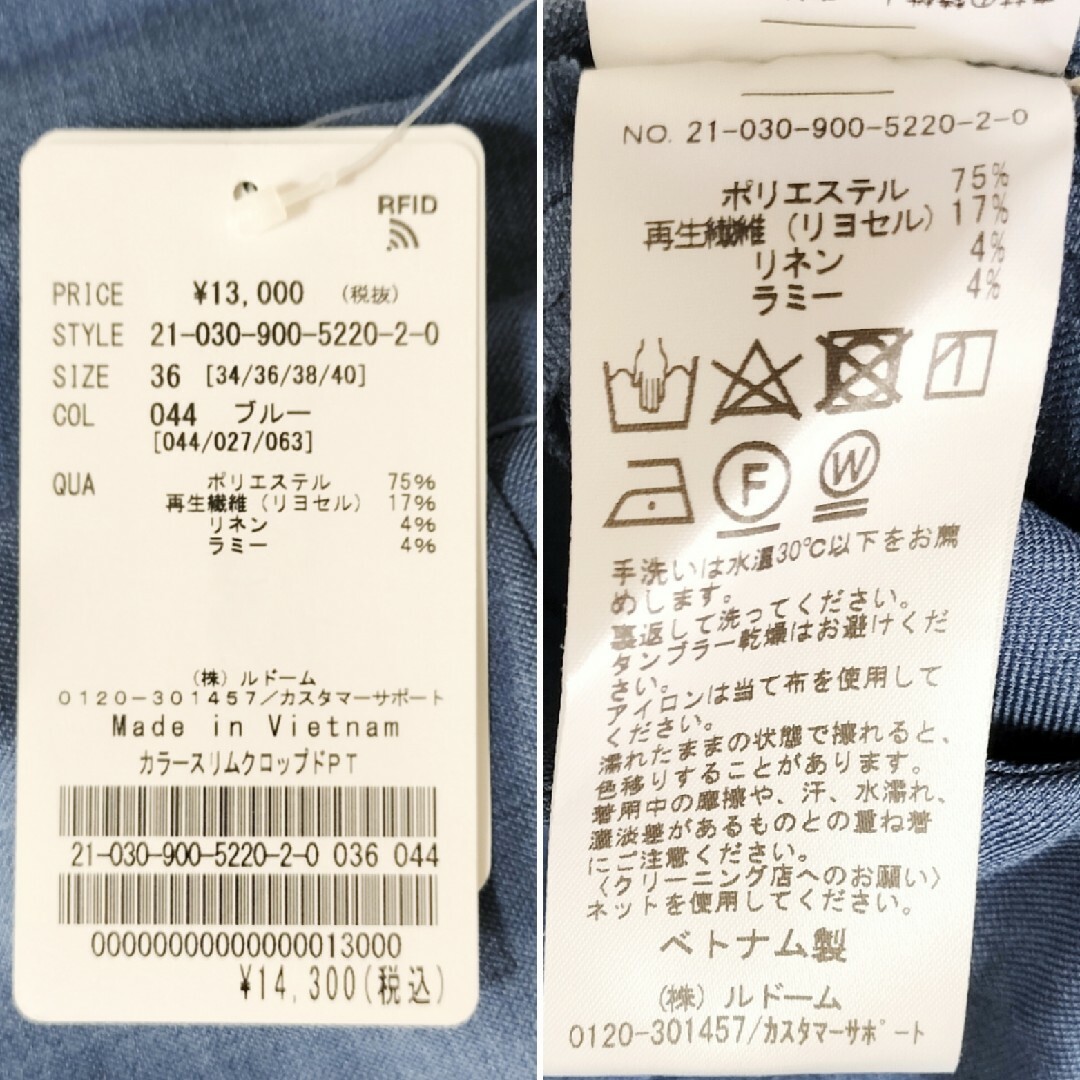 RFID
PRICE ¥13,000 (税抜)
STYLE 21-030-900-5220-2-0
SIZE 36 [34/36/38/40]
COL 044 ブルー
[044/027/063]
QUA ポリエステル 75%
再生繊維(リヨセル) 17%
リネン 4%
ラミー 4%
(株)ルドーム
0120-301457/カスタマーサポート
Made in Vietnam
カラースリムクロップドPT
21-030-900-5220-2-0 036 044
00000000000000013000
¥14,300(税込)
NO. 21-030-900-5220-2-0
ポリエステル 75%
再生繊維(リヨセル) 17%
リネン 4%
ラミー 4%
F
W
手洗いは水温30℃以下をお薦
めします。
裏返して洗ってください。
タンブラー乾燥はお避けくだ
さい。
アイロンは当て布を使用して
ください。
濡れたままの状態で擦れると、
色移りすることがあります。
着用中の摩擦や、汗、水濡れ、
濃淡差があるものとの重ね着
にご注意ください。
〈クリーニング店へのお願い〉
ネットを使用してください。
ベトナム製
(株)ルドーム
0120-301457/カスタマーサポート